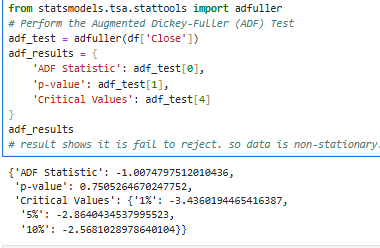 from statsmodels.tsa.stattools import adfuller
# Perform the Augmented Dickey-Fuller (ADF) Test
adf_test = adfuller(df['Close'])
adf_results = {
    'ADF Statistic': adf_test[0],
    'p-value': adf_test[1],
    'Critical Values': adf_test[4]
}
adf_results
# result shows it is fail to reject. so data is non-stationary.
{'ADF Statistic': -1.0074797512010436,
 'p-value': 0.7505264670247752,
 'Critical Values': {'1%': -3.4360194465416387,
  '5%': -2.8640434537995523,
  '10%': -2.5681028978640104}}